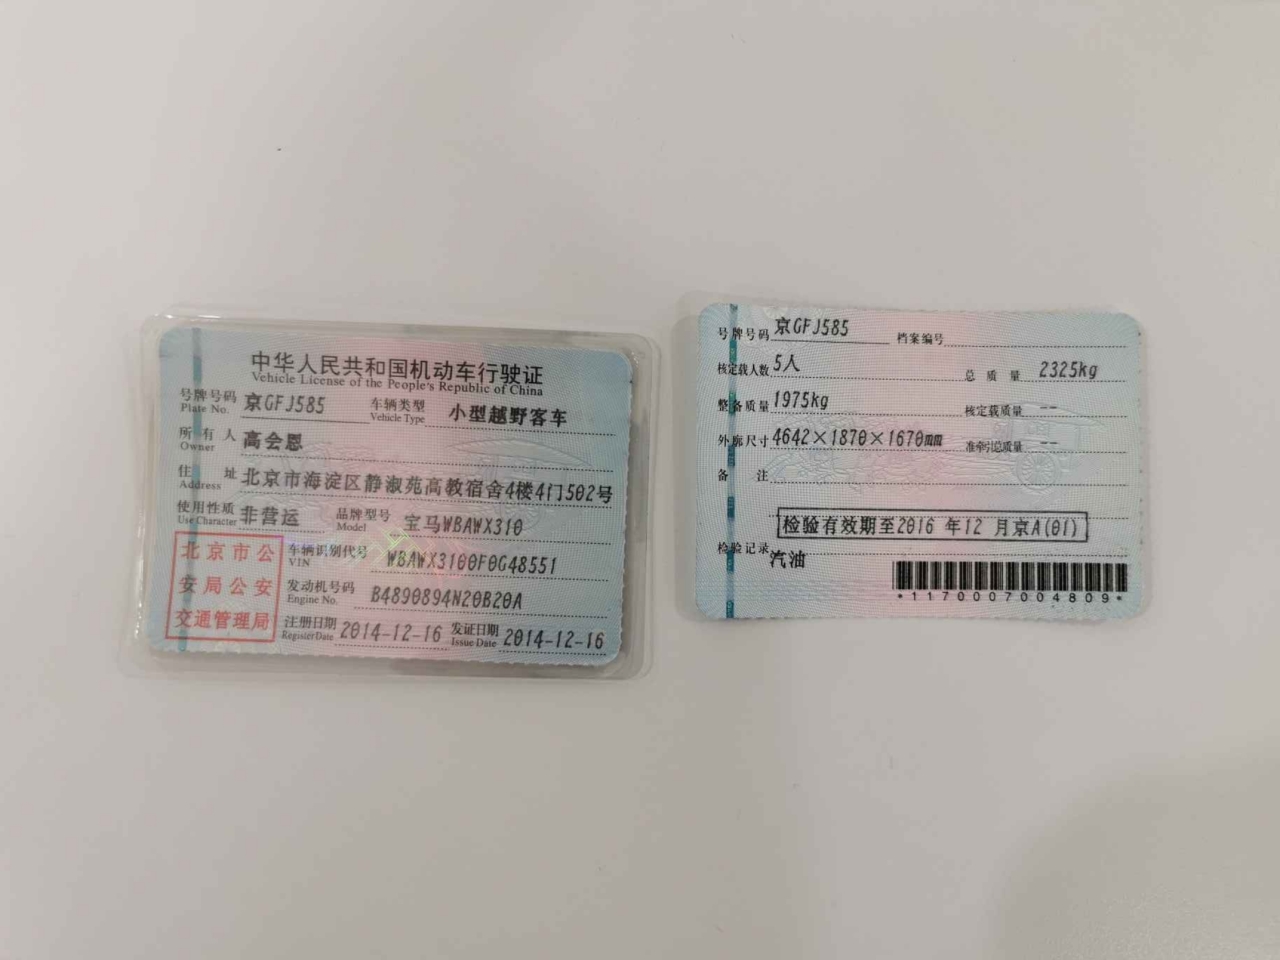 中华人民共和国机动车行驶证
Vehicle License of the People's Republic of China
号牌号码 京GFJ585 车辆类型 小型越野客车
Plate No. Vehicle Type
所有人 高会恩
Owner
住址 北京市海淀区静淑苑高教宿舍4楼4门502号
Address
使用性质 非营运 品牌型号 宝马WBAWX310
Use Character Model
北京市公
安局公安
交通管理局
车辆识别代号 WBAWX3100F0G48551
VIN
发动机号码 B4890894N20B20A
Engine No.
注册日期 2014-12-16 发证日期 2014-12-16
Register Date Issue Date
号牌号码 京GFJ585 档案编号
核定载人数 5人 总质量 2325kg
整备质量 1975kg 核定载质量 --
外廓尺寸 4642×1870×1670mm 准牵引总质量 --
备注
检验有效期至2016 年12 月京A(01)
检验记录 汽油
*1170007004809*